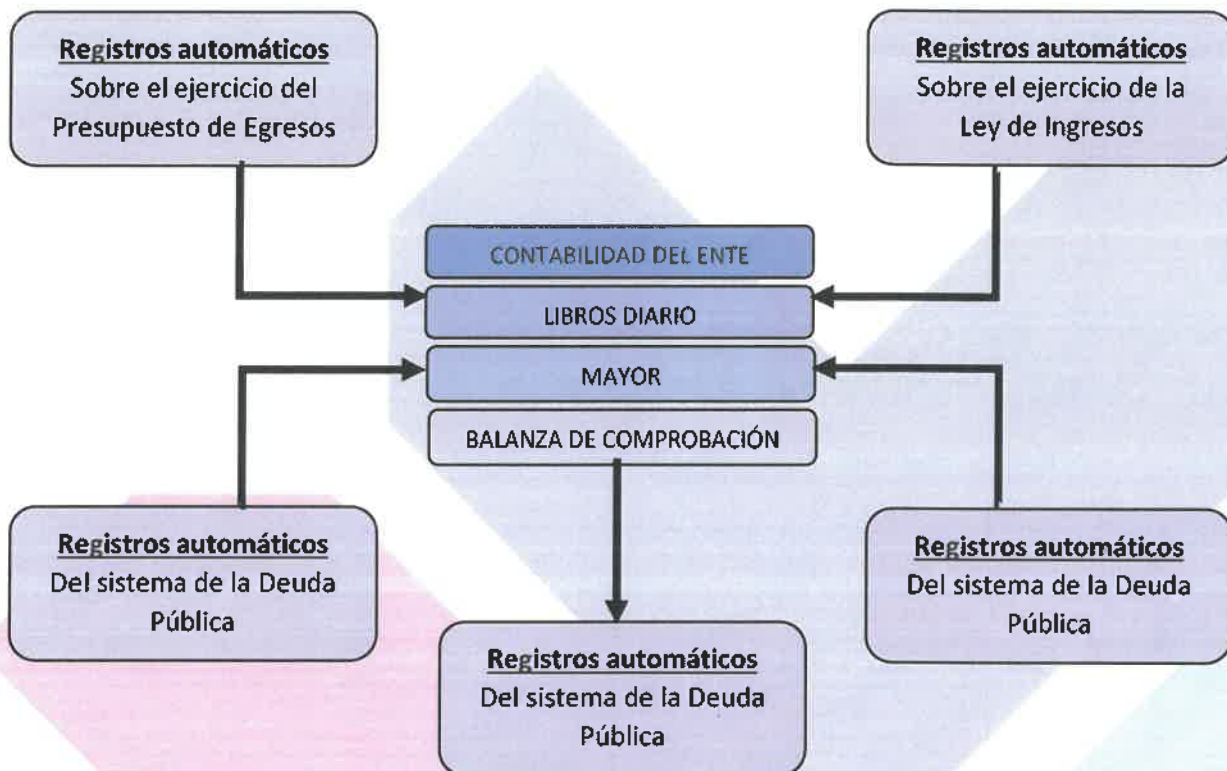 Registros automáticos
Sobre el ejercicio del
Presupuesto de Egresos
Registros automáticos
Sobre el ejercicio de la
Ley de Ingresos
CONTABILIDAD DEL ENTE
LIBROS DIARIO
MAYOR
BALANZA DE COMPROBACIÓN
Registros automáticos
Del sistema de la Deuda
Pública
Registros automáticos
Del sistema de la Deuda
Pública
Registros automáticos
Del sistema de la Deuda
Pública